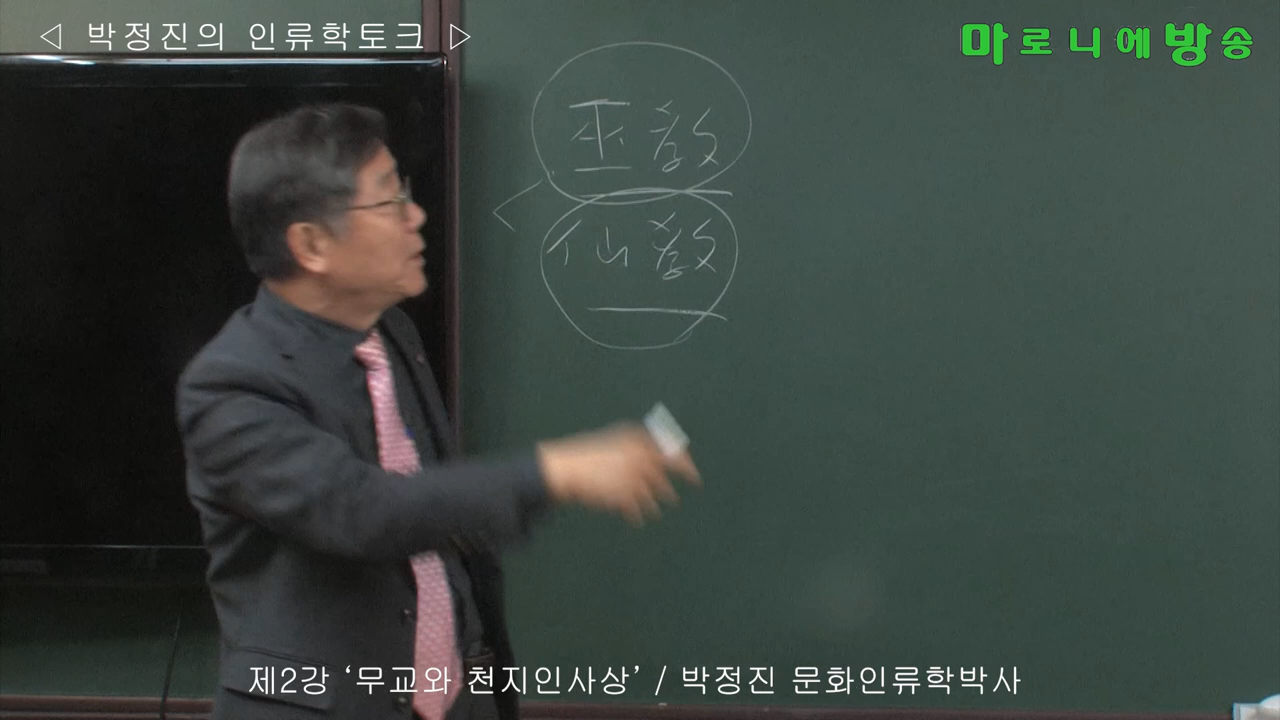 ◁ 박정진의 인류학토크 ▷
마로니에방송
巫敎
仙敎
제2강 ‘무교와 천지인사상’ / 박정진 문화인류학박사